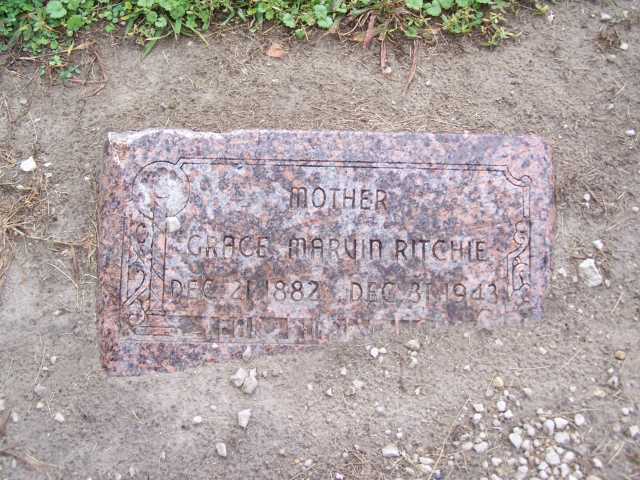 MOTHER
GRACE MARVIN RITCHIE
DEC 21 1882 DEC 31 1943